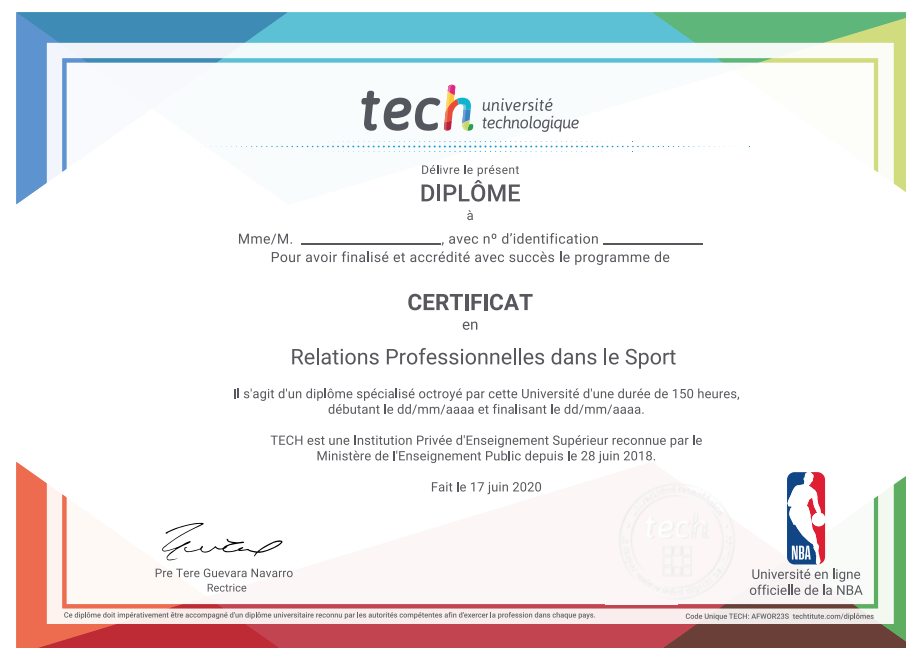 tech université
technologique
Délivre le présent
DIPLÔME
à
Mme/M. ____________________, avec nº d'identification ______________
Pour avoir finalisé et accrédité avec succès le programme de
CERTIFICAT
en
Relations Professionnelles dans le Sport
Il s'agit d'un diplôme spécialisé octroyé par cette Université d'une durée de 150 heures,
débutant le dd/mm/aaaa et finalisant le dd/mm/aaaa.
TECH est une Institution Privée d'Enseignement Supérieur reconnue par le
Ministère de l'Enseignement Public depuis le 28 juin 2018.
Fait le 17 juin 2020
tech
Pre Tere Guevara Navarro
Rectrice
NBA
Université en ligne
officielle de la NBA
Ce diplôme doit impérativement être accompagné d'un diplôme universitaire reconnu par les autorités compétentes afin d'exercer la profession dans chaque pays.
Code Unique TECH: AFWOR23S techtitute.com/diplômes